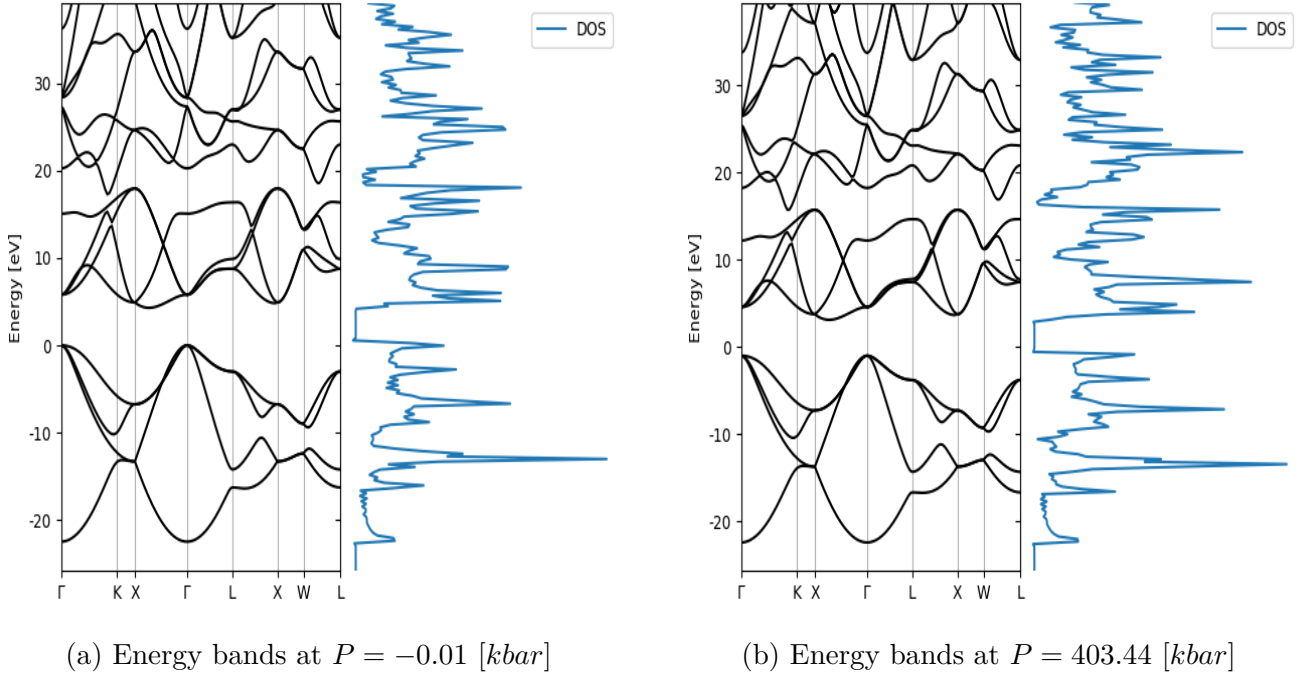 DOS
DOS
Energy [eV]
30
20
10
0
-10
-20
Γ K X Γ L X W L
Energy [eV]
30
20
10
0
-10
-20
Γ K X Γ L X W L
(a) Energy bands at P = −0.01 [kbar]
(b) Energy bands at P = 403.44 [kbar]